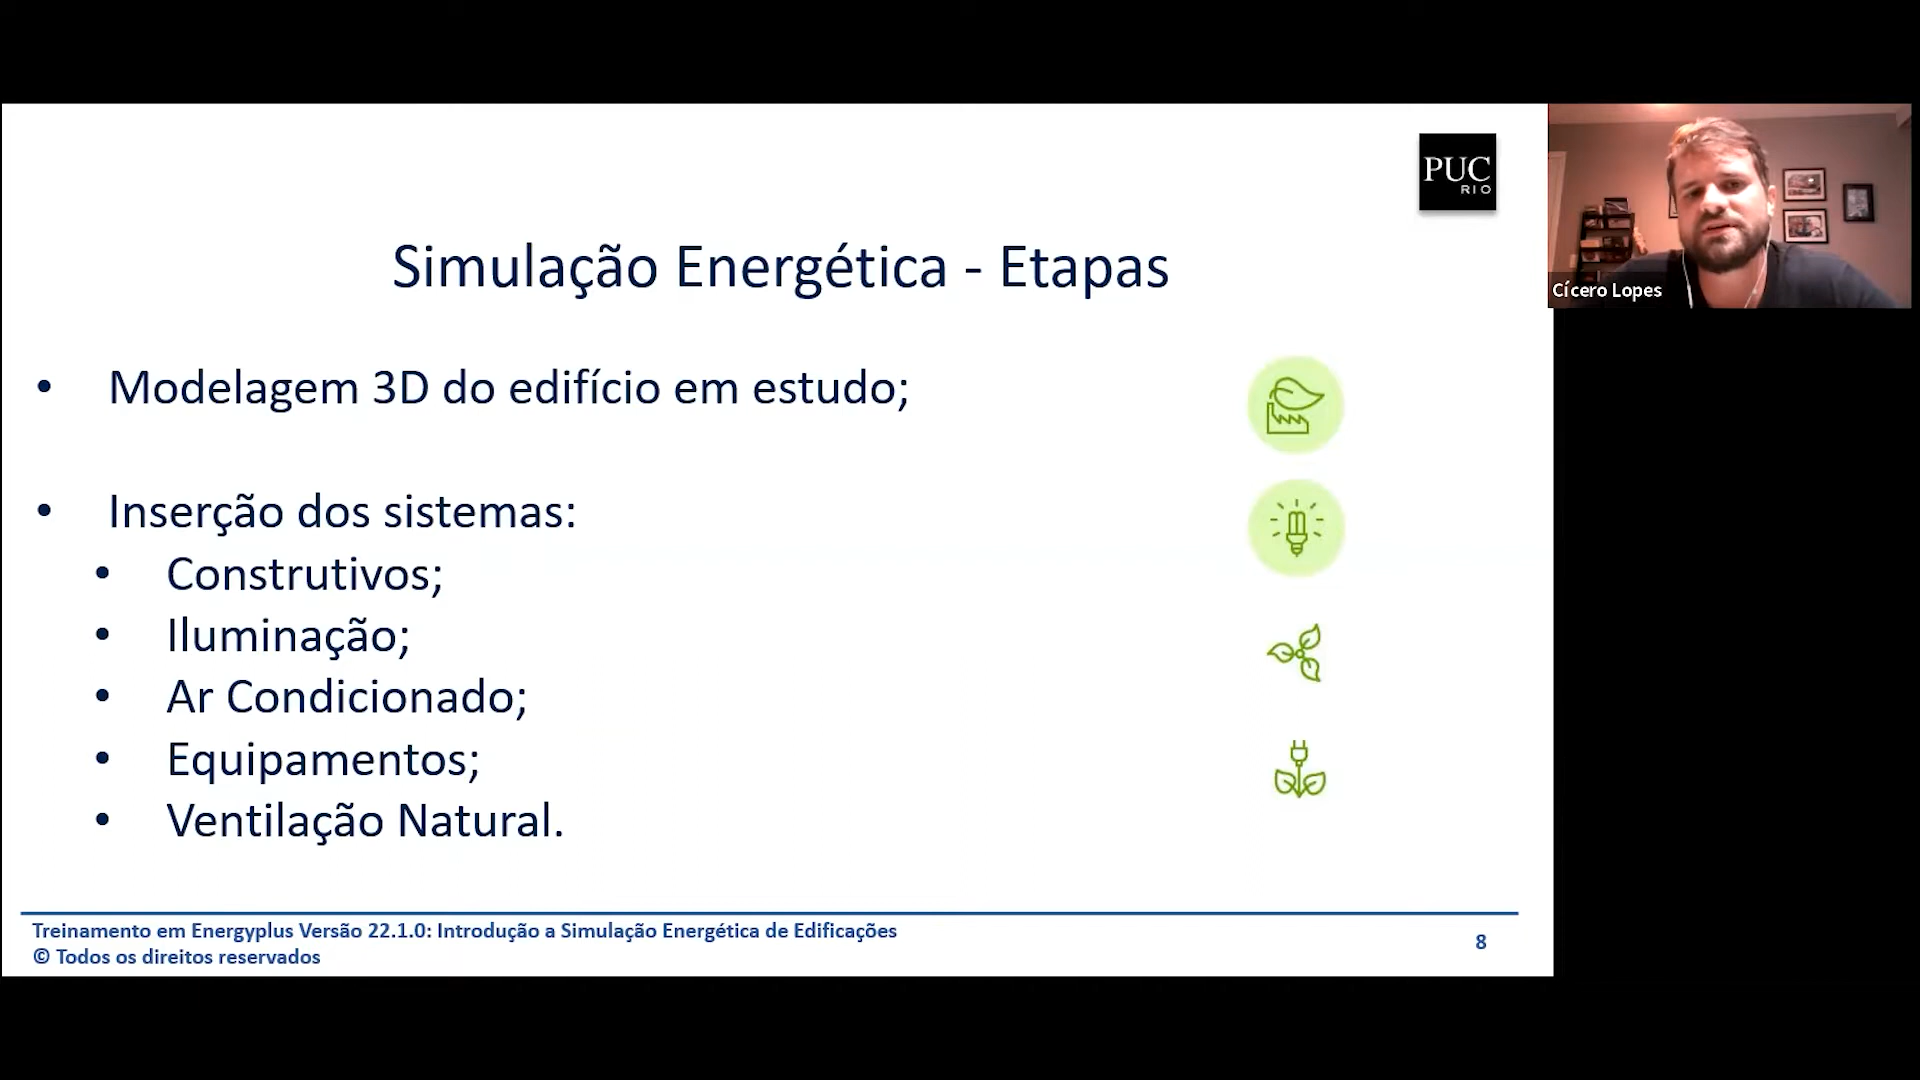 PUC
RIO
Simulação Energética - Etapas
• Modelagem 3D do edifício em estudo;
• Inserção dos sistemas:
• Construtivos;
• Iluminação;
• Ar Condicionado;
• Equipamentos;
• Ventilação Natural.
Treinamento em Energyplus Versão 22.1.0: Introdução a Simulação Energética de Edificações
© Todos os direitos reservados
8
Cícero Lopes